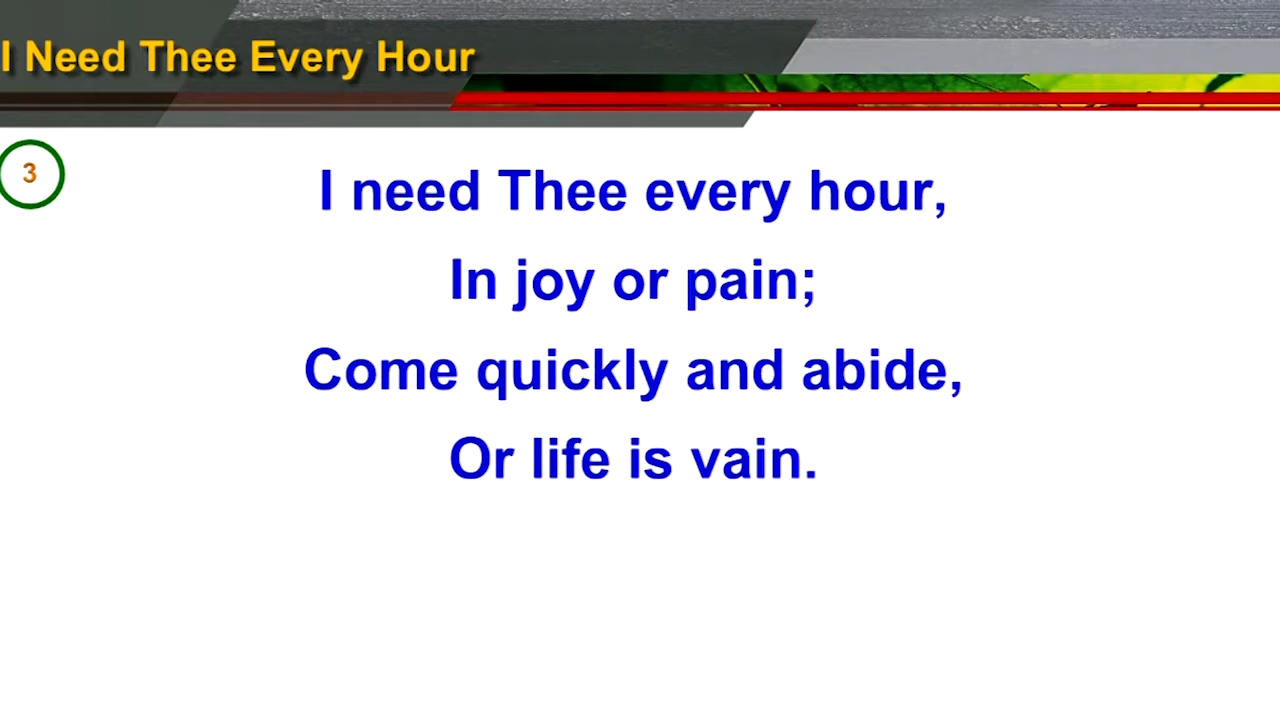 I Need Thee Every Hour
3
I need Thee every hour,
In joy or pain;
Come quickly and abide,
Or life is vain.